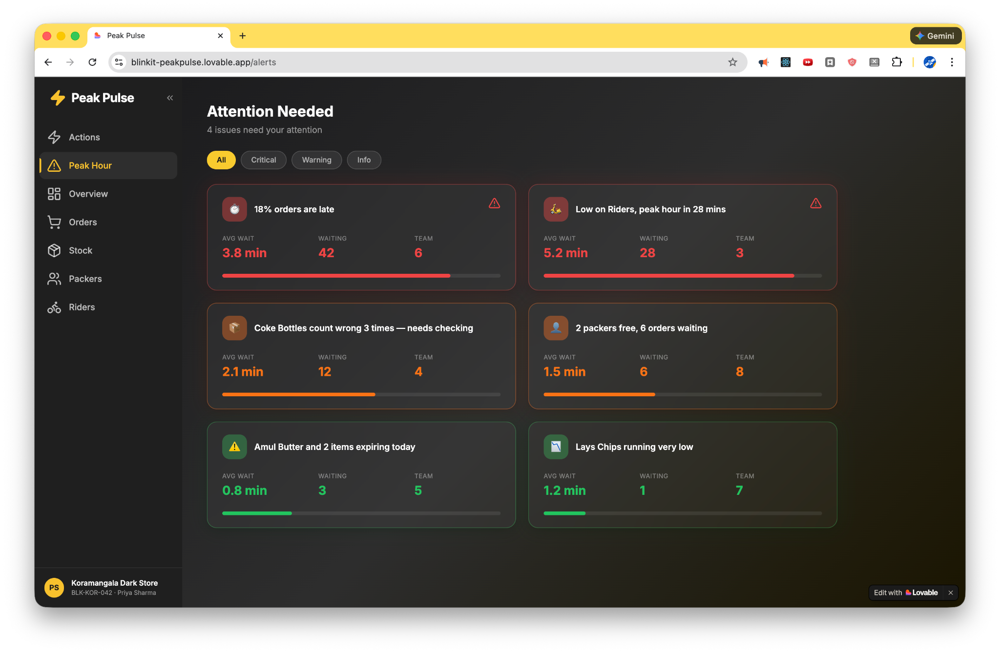 Peak Pulse
Gemini
blinkit-peakpulse.lovable.app/alerts
Peak Pulse
Actions
Peak Hour
Overview
Orders
Stock
Packers
Riders
Koramangala Dark Store
BLK-KOR-042 · Priya Sharma
PS
Attention Needed
4 issues need your attention
All
Critical
Warning
Info
18% orders are late
AVG WAIT
WAITING
TEAM
3.8 min
42
6
Low on Riders, peak hour in 28 mins
AVG WAIT
WAITING
TEAM
5.2 min
28
3
Coke Bottles count wrong 3 times — needs checking
AVG WAIT
WAITING
TEAM
2.1 min
12
4
2 packers free, 6 orders waiting
AVG WAIT
WAITING
TEAM
1.5 min
6
8
Amul Butter and 2 items expiring today
AVG WAIT
WAITING
TEAM
0.8 min
3
5
Lays Chips running very low
AVG WAIT
WAITING
TEAM
1.2 min
1
7
Edit with Lovable